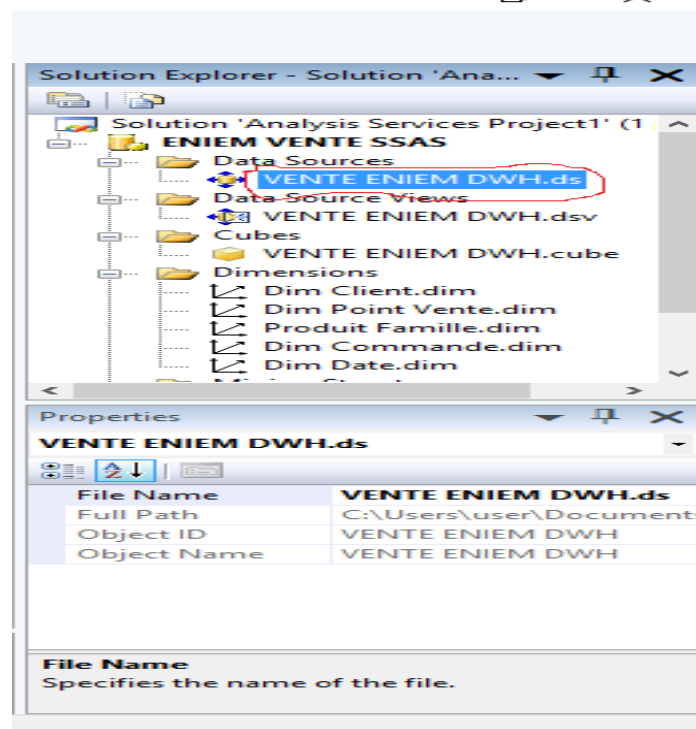 Solution Explorer - Solution 'Ana...
Solution 'Analysis Services Project1' (1
ENIEM VENTE SSAS
Data Sources
VENTE ENIEM DWH.ds
Data Source Views
VENTE ENIEM DWH.dsv
Cubes
VENTE ENIEM DWH.cube
Dimensions
Dim Client.dim
Dim Point Vente.dim
Produit Famille.dim
Dim Commande.dim
Dim Date.dim
Properties
VENTE ENIEM DWH.ds
File Name VENTE ENIEM DWH.ds
Full Path C:\Users\user\Documents
Object ID VENTE ENIEM DWH
Object Name VENTE ENIEM DWH
File Name
Specifies the name of the file.